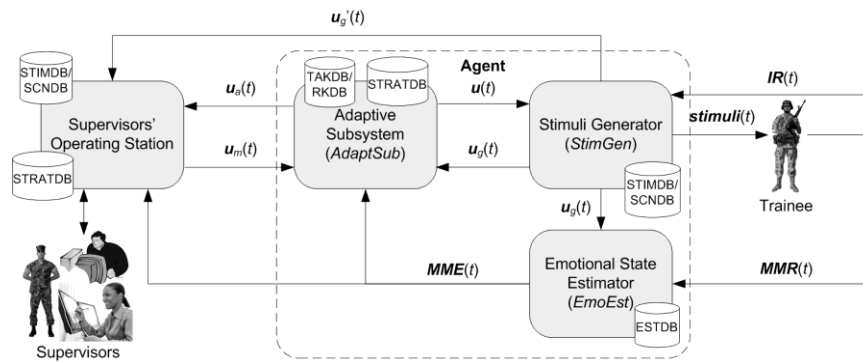 u_g'(t)
STIMDB/
SCNDB
Supervisors'
Operating Station
STRATDB
Supervisors
u_a(t)
u_m(t)
Agent
TAKDB/
RKDB
STRATDB
Adaptive
Subsystem
(AdaptSub)
u(t)
u_g(t)
Stimuli Generator
(StimGen)
STIMDB/
SCNDB
IR(t)
stimuli(t)
Trainee
u_g(t)
MME(t)
Emotional State
Estimator
(EmoEst)
ESTDB
MMR(t)